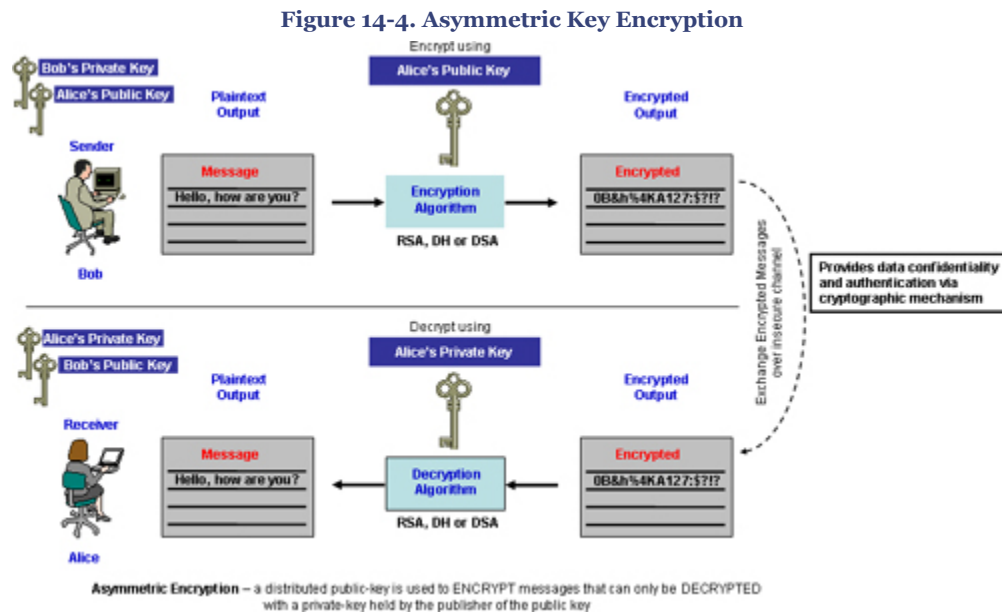 Figure 14-4. Asymmetric Key Encryption
Encrypt using
Bob's Private Key
Alice's Public Key
Alice's Public Key
Plaintext
Output
Encrypted
Output
Sender
Message
Hello, how are you?
Encryption
Algorithm
RSA, DH or DSA
Encrypted
0B&h%4KA127:$?!?
Bob
Exchange Encrypted Messages
over insecure channel
Provides data confidentiality
and authentication via
cryptographic mechanism
Decrypt using
Alice's Private Key
Bob's Public Key
Alice's Private Key
Plaintext
Output
Encrypted
Output
Receiver
Message
Hello, how are you?
Decryption
Algorithm
RSA, DH or DSA
Encrypted
0B&h%4KA127:$?!?
Alice
Asymmetric Encryption – a distributed public-key is used to ENCRYPT messages that can only be DECRYPTED
with a private-key held by the publisher of the public key